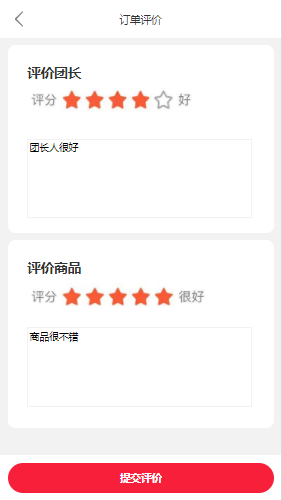 订单评价
评价团长
评分 好
团长人很好
评价商品
评分 很好
商品很不错
提交评价